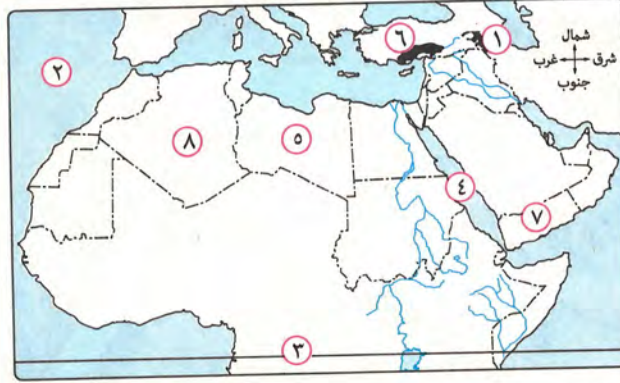 ٦
١
شمال
شرق
غرب
جنوب
٢
٨
٥
٤
٧
٣